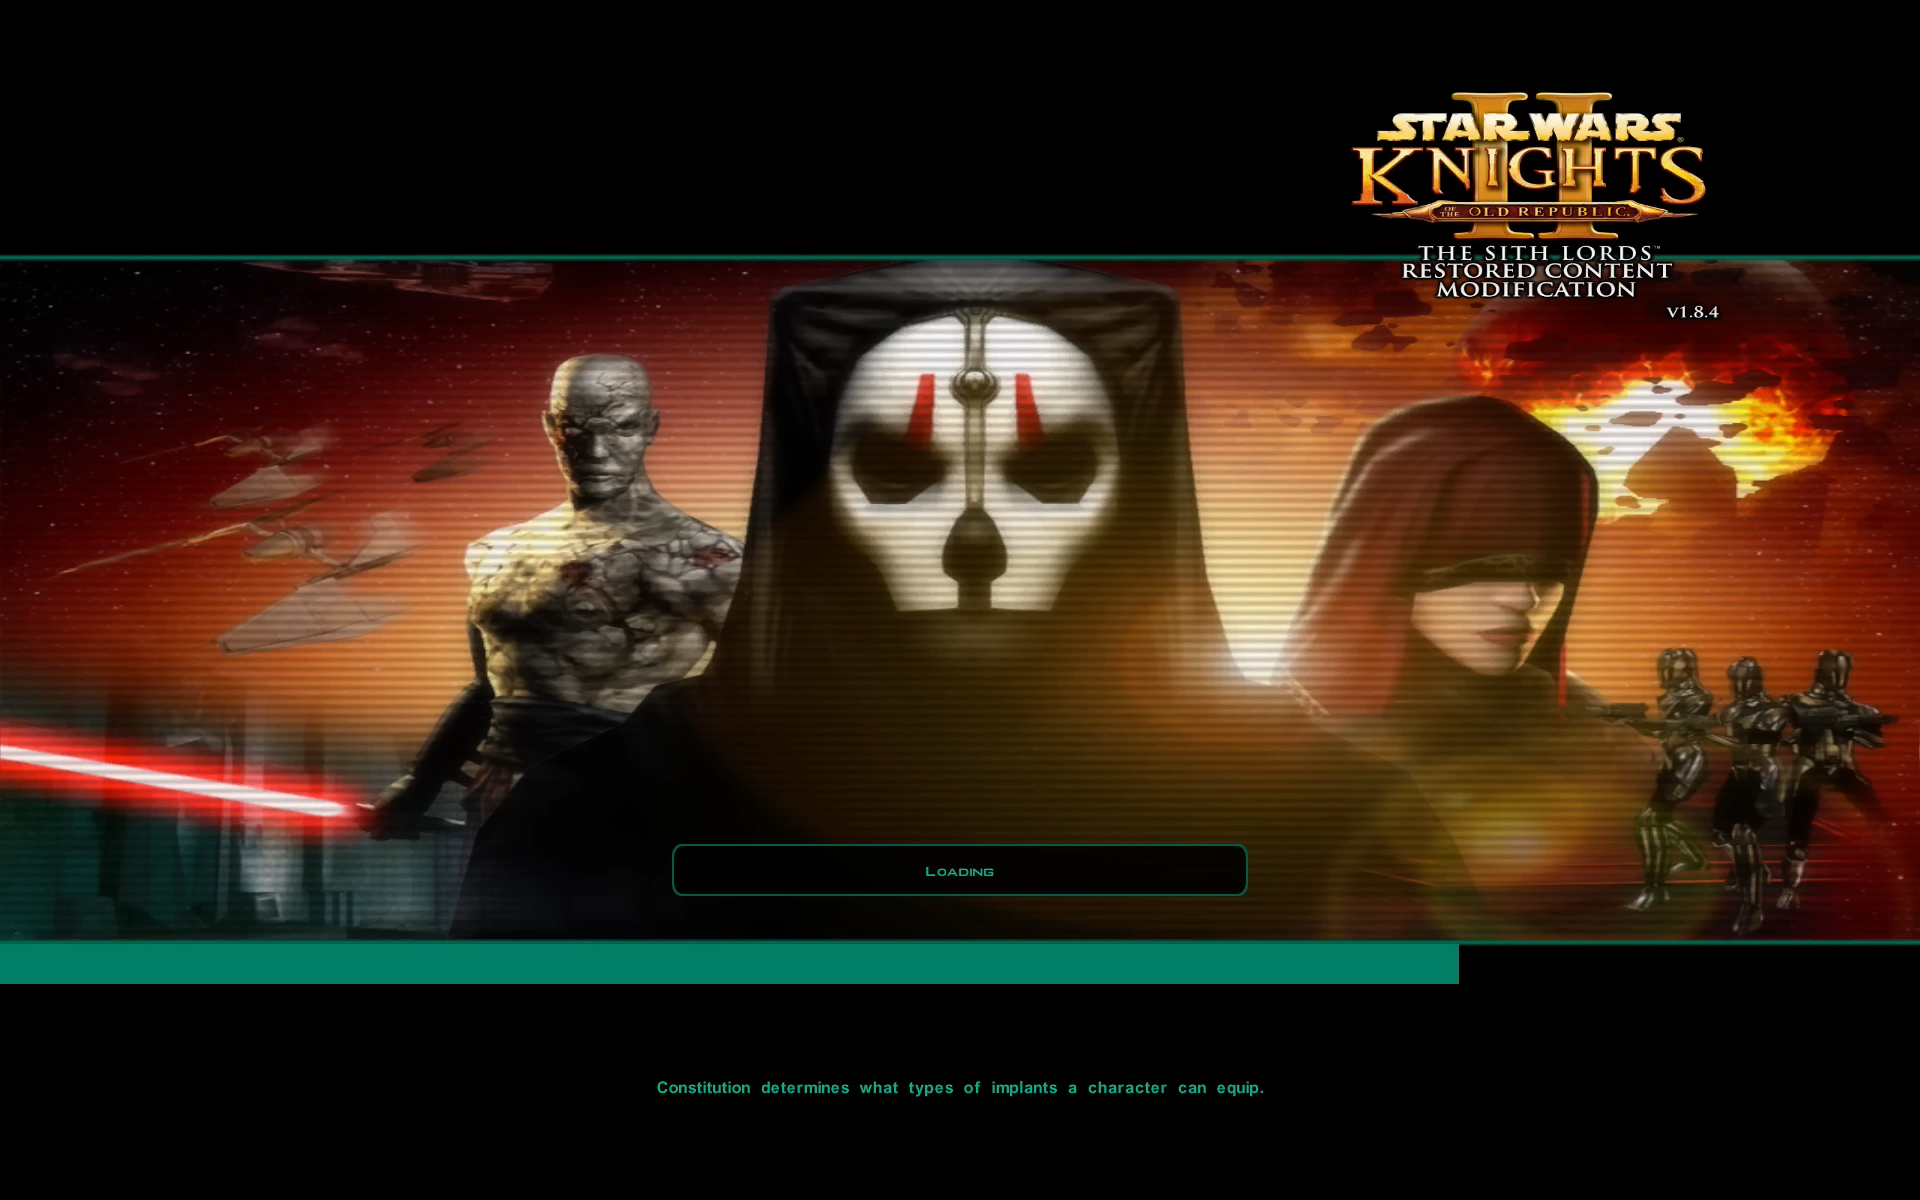 II
STAR WARS
KNIGHTS
OF THE OLD REPUBLIC
THE SITH LORDS™
RESTORED CONTENT
MODIFICATION
V1.8.4
LOADING
Constitution determines what types of implants a character can equip.